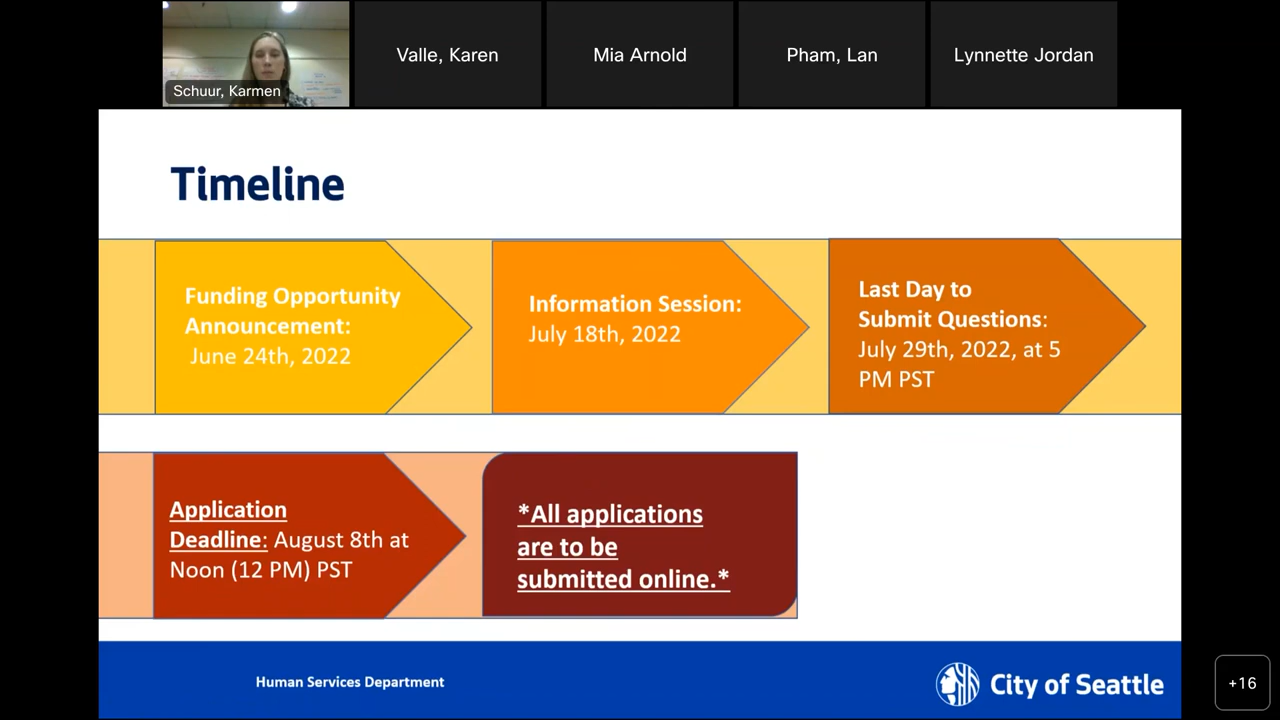 Schuur, Karmen
Valle, Karen
Mia Arnold
Pham, Lan
Lynnette Jordan
Timeline
Funding Opportunity
Announcement:
June 24th, 2022
Information Session:
July 18th, 2022
Last Day to
Submit Questions:
July 29th, 2022, at 5
PM PST
Application
Deadline: August 8th at
Noon (12 PM) PST
*All applications
are to be
submitted online.*
Human Services Department
City of Seattle
+16